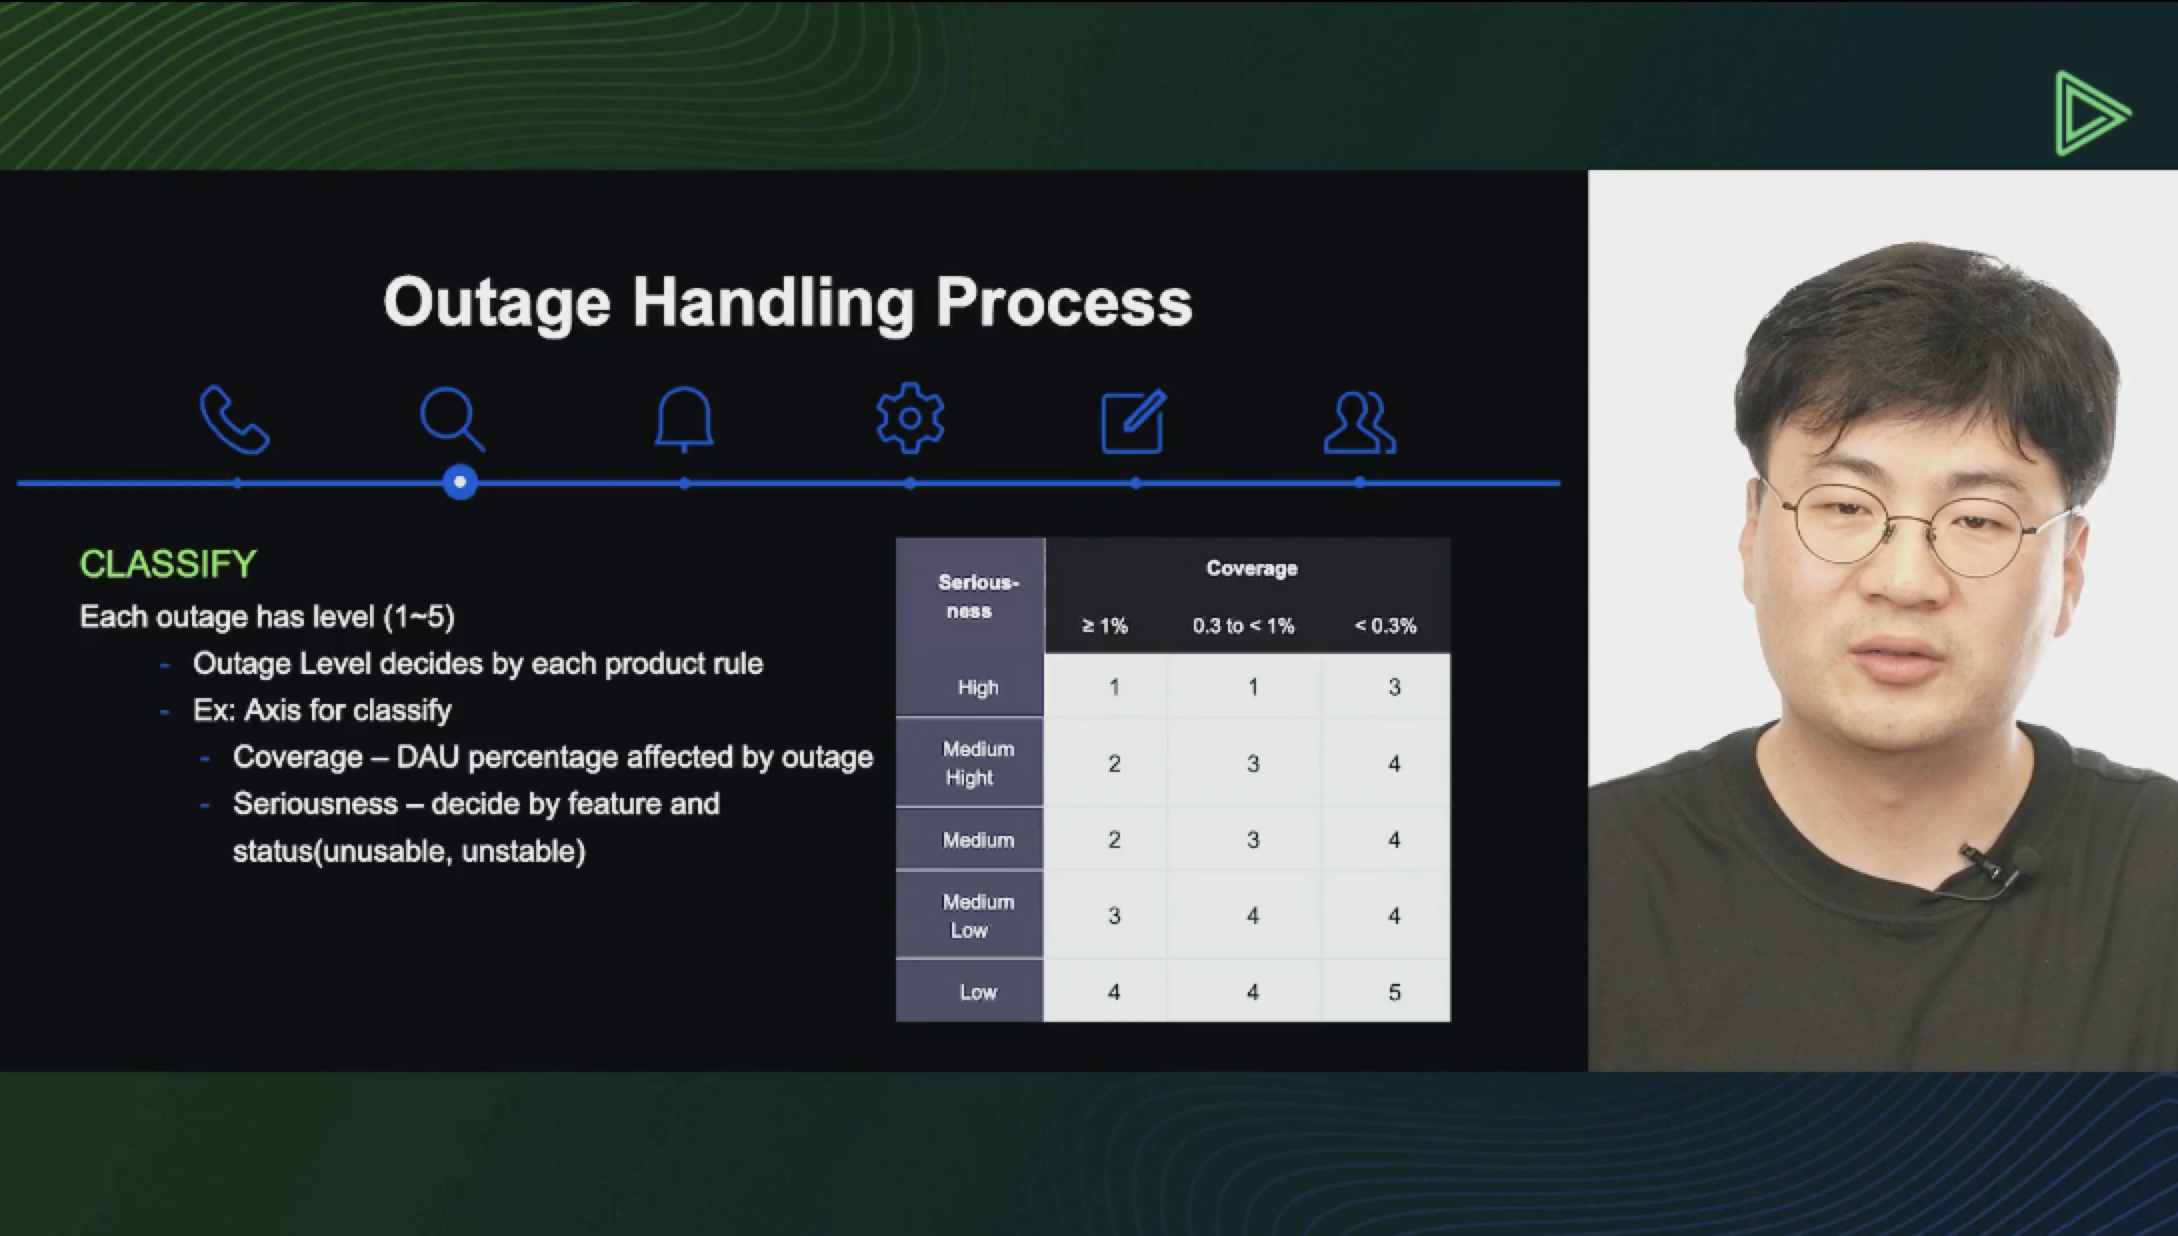 Outage Handling Process
CLASSIFY
Each outage has level (1~5)
- Outage Level decides by each product rule
- Ex: Axis for classify
- Coverage – DAU percentage affected by outage
- Seriousness – decide by feature and
status(unusable, unstable)
Serious-
ness
Coverage
≥ 1% 0.3 to < 1% < 0.3%
High 1 1 3
Medium
Hight 2 3 4
Medium 2 3 4
Medium
Low 3 4 4
Low 4 4 5